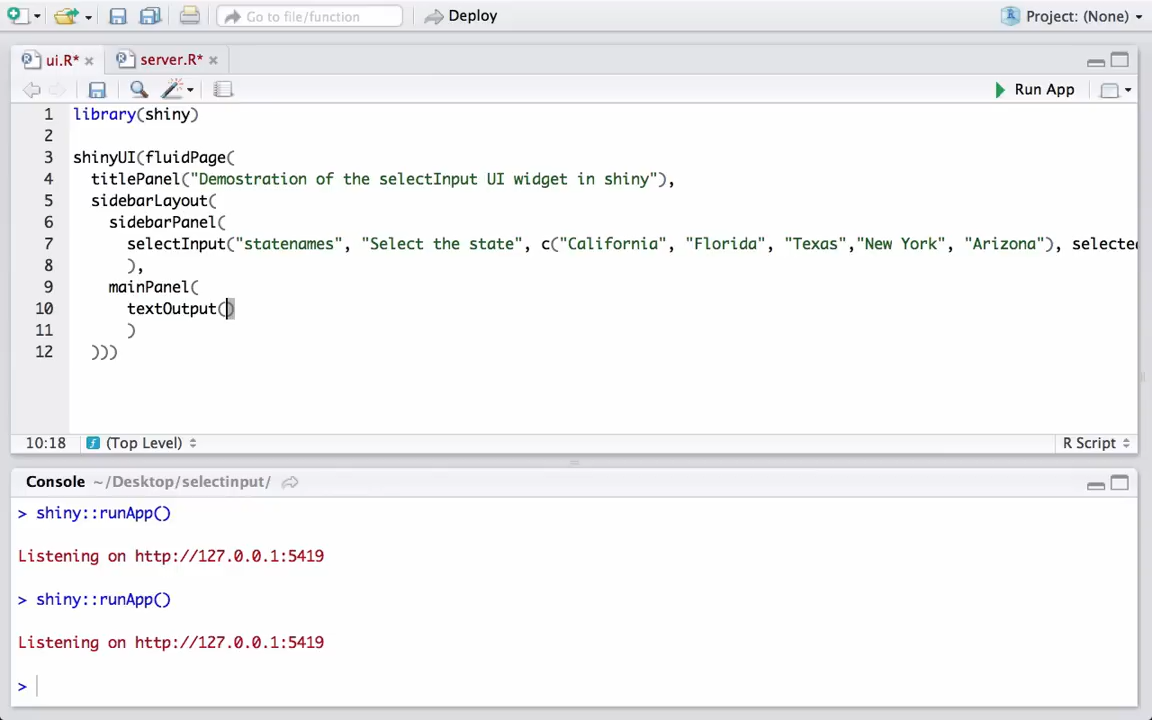 Go to file/function
Deploy
Project: (None)
ui.R*
server.R*
Run App
1 library(shiny)
2
3 shinyUI(fluidPage(
4 titlePanel("Demostration of the selectInput UI widget in shiny"),
5 sidebarLayout(
6 sidebarPanel(
7 selectInput("statenames", "Select the state", c("California", "Florida", "Texas","New York", "Arizona"), selected
8 ),
9 mainPanel(
10 textOutput()
11 )
12 )))
10:18
(Top Level)
R Script
Console ~/Desktop/selectinput/
> shiny::runApp()
Listening on http://127.0.0.1:5419
> shiny::runApp()
Listening on http://127.0.0.1:5419
>